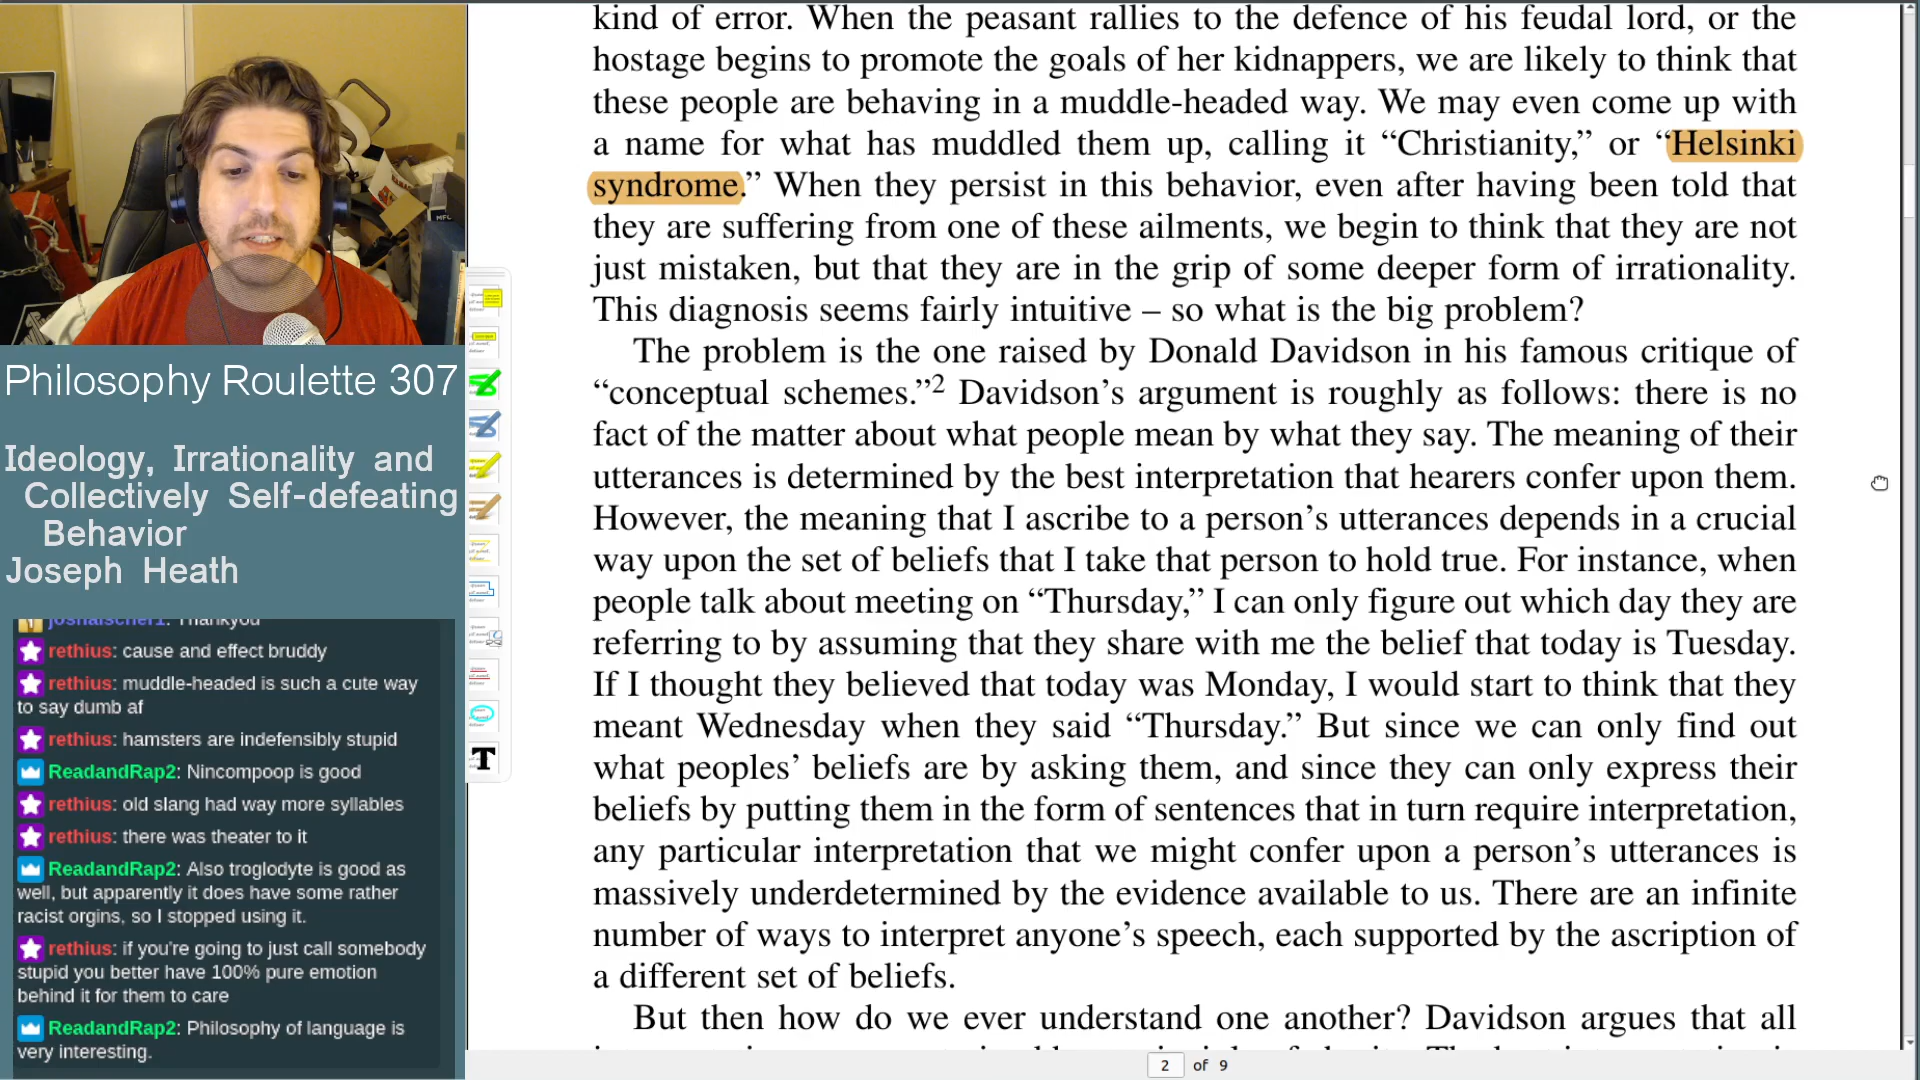 Philosophy Roulette 307
Ideology, Irrationality and
Collectively Self-defeating
Behavior
Joseph Heath
joshalscher1: Thankyou
rethius: cause and effect bruddy
rethius: muddle-headed is such a cute way
to say dumb af
rethius: hamsters are indefensibly stupid
ReadandRap2: Nincompoop is good
rethius: old slang had way more syllables
rethius: there was theater to it
ReadandRap2: Also troglodyte is good as
well, but apparently it does have some rather
racist orgins, so I stopped using it.
rethius: if you're going to just call somebody
stupid you better have 100% pure emotion
behind it for them to care
ReadandRap2: Philosophy of language is
very interesting.
kind of error. When the peasant rallies to the defence of his feudal lord, or the
hostage begins to promote the goals of her kidnappers, we are likely to think that
these people are behaving in a muddle-headed way. We may even come up with
a name for what has muddled them up, calling it “Christianity,” or “Helsinki
syndrome.” When they persist in this behavior, even after having been told that
they are suffering from one of these ailments, we begin to think that they are not
just mistaken, but that they are in the grip of some deeper form of irrationality.
This diagnosis seems fairly intuitive – so what is the big problem?
The problem is the one raised by Donald Davidson in his famous critique of
“conceptual schemes.”2 Davidson’s argument is roughly as follows: there is no
fact of the matter about what people mean by what they say. The meaning of their
utterances is determined by the best interpretation that hearers confer upon them.
However, the meaning that I ascribe to a person’s utterances depends in a crucial
way upon the set of beliefs that I take that person to hold true. For instance, when
people talk about meeting on “Thursday,” I can only figure out which day they are
referring to by assuming that they share with me the belief that today is Tuesday.
If I thought they believed that today was Monday, I would start to think that they
meant Wednesday when they said “Thursday.” But since we can only find out
what peoples’ beliefs are by asking them, and since they can only express their
beliefs by putting them in the form of sentences that in turn require interpretation,
any particular interpretation that we might confer upon a person’s utterances is
massively underdetermined by the evidence available to us. There are an infinite
number of ways to interpret anyone’s speech, each supported by the ascription of
a different set of beliefs.
But then how do we ever understand one another? Davidson argues that all
2 of 9